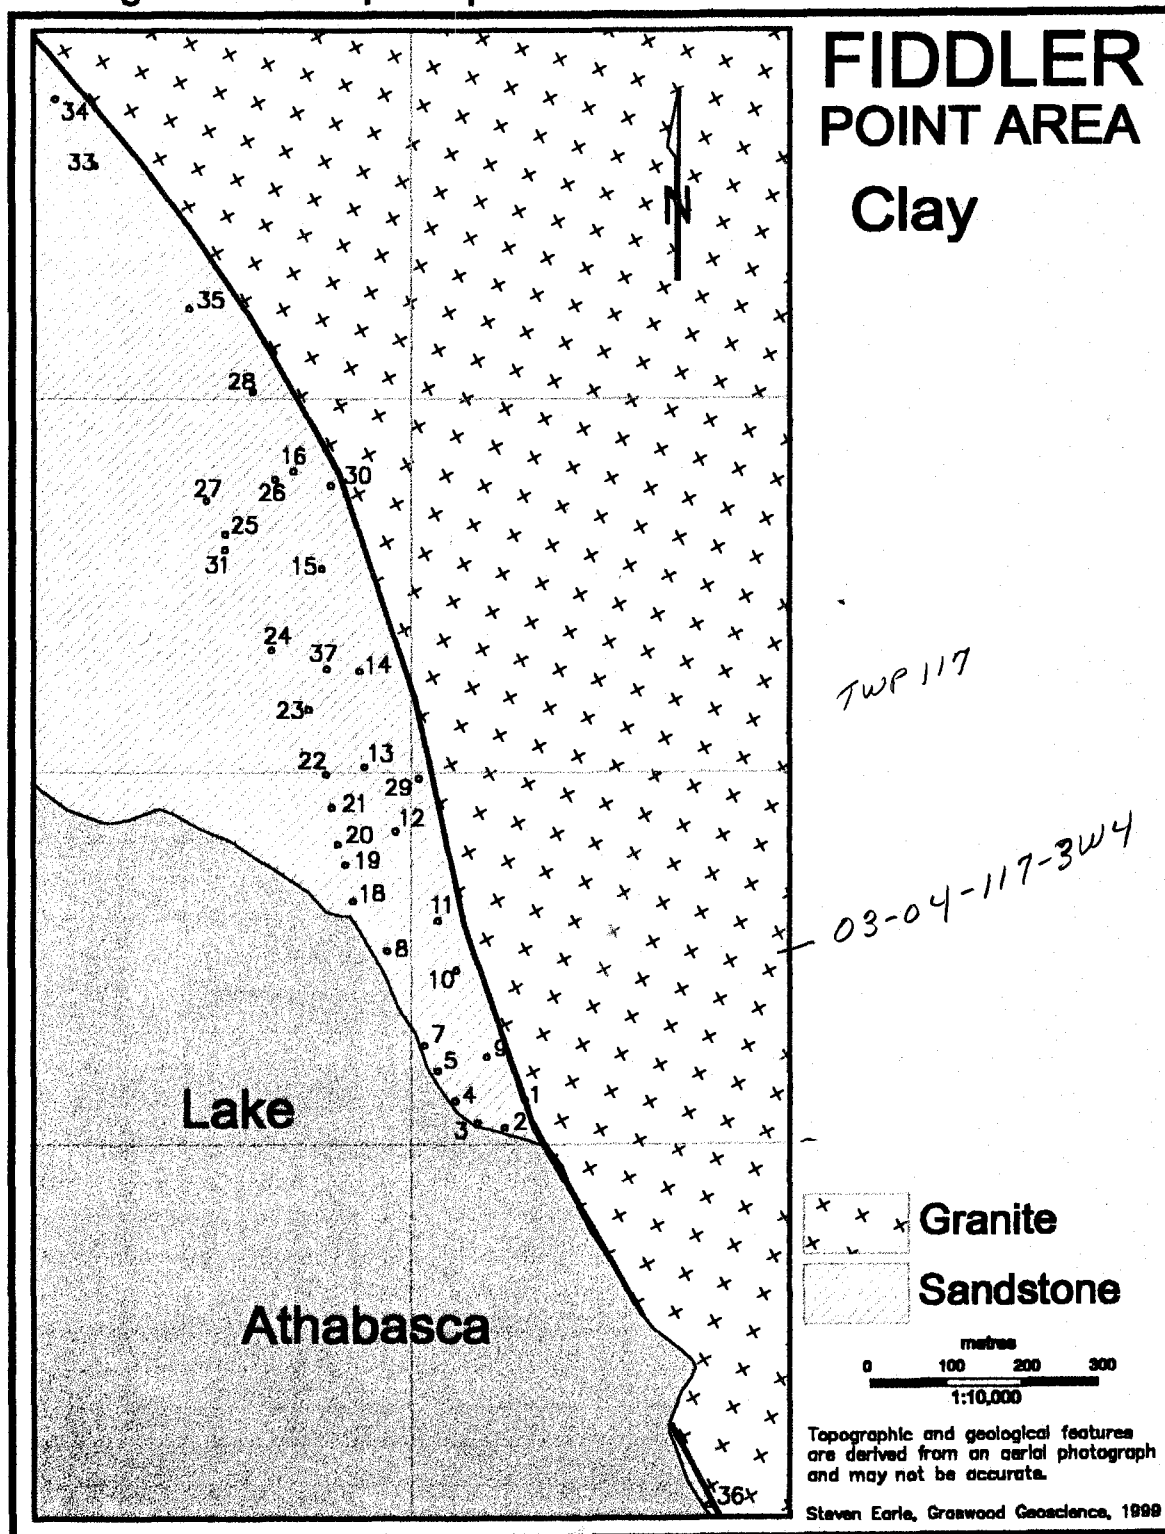 FIDDLER
POINT AREA
Clay
N
34
33
35
28
16
30
26
27
25
31
15
24
37
14
23
22
13
29
21
12
20
19
18
11
8
10
7
9
5
4
1
3
2
36
Lake
Athabasca
TWP 117
03-04-117-3W4
Granite
Sandstone
metres
0 100 200 300
1:10,000
Topographic and geological features
are derived from an aerial photograph
and may not be accurate.
Steven Earle, Grasswood Geoscience, 1999